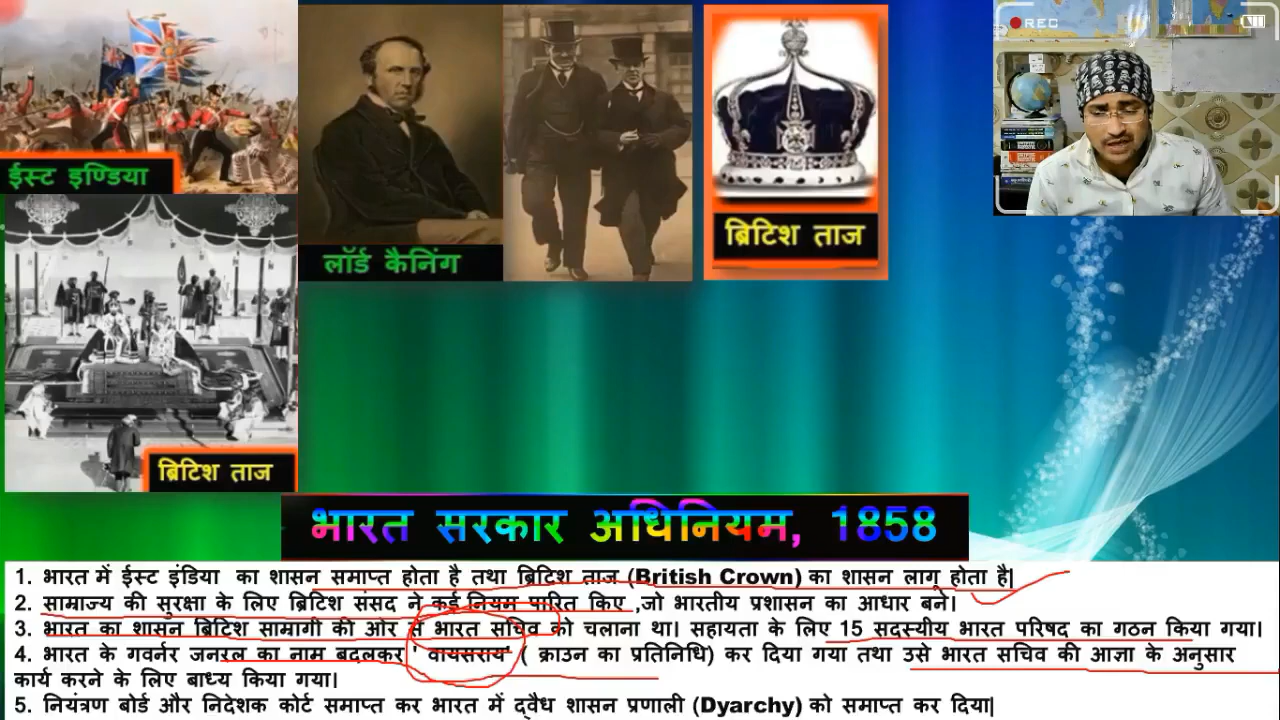 REC
ईस्ट इण्डिया
लॉर्ड कैनिंग
ब्रिटिश ताज
ब्रिटिश ताज
भारत सरकार अधिनियम, 1858
1. भारत में ईस्ट इंडिया का शासन समाप्त होता है तथा ब्रिटिश ताज (British Crown) का शासन लागू होता है|
2. साम्राज्य की सुरक्षा के लिए ब्रिटिश संसद ने कई नियम पारित किए ,जो भारतीय प्रशासन का आधार बने।
3. भारत का शासन ब्रिटिश साम्रागी की ओर से भारत सचिव को चलाना था। सहायता के लिए 15 सदस्यीय भारत परिषद का गठन किया गया।
4. भारत के गवर्नर जनरल का नाम बदलकर ' वायसराय' ( क्राउन का प्रतिनिधि) कर दिया गया तथा उसे भारत सचिव की आज्ञा के अनुसार
कार्य करने के लिए बाध्य किया गया।
5. नियंत्रण बोर्ड और निदेशक कोर्ट समाप्त कर भारत में द्वैध शासन प्रणाली (Dyarchy) को समाप्त कर दिया|